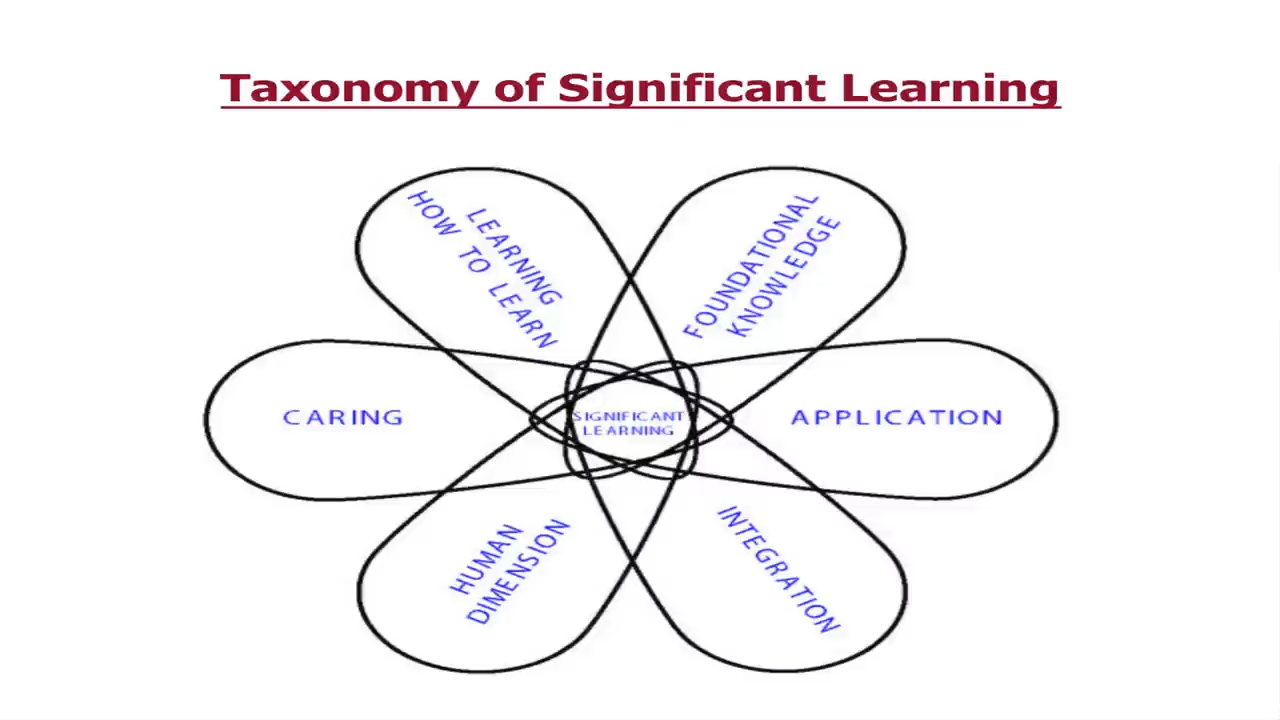 Taxonomy of Significant Learning
LEARNING
HOW TO LEARN
FOUNDATIONAL
KNOWLEDGE
CARING
SIGNIFICANT
LEARNING
APPLICATION
HUMAN
DIMENSION
INTEGRATION